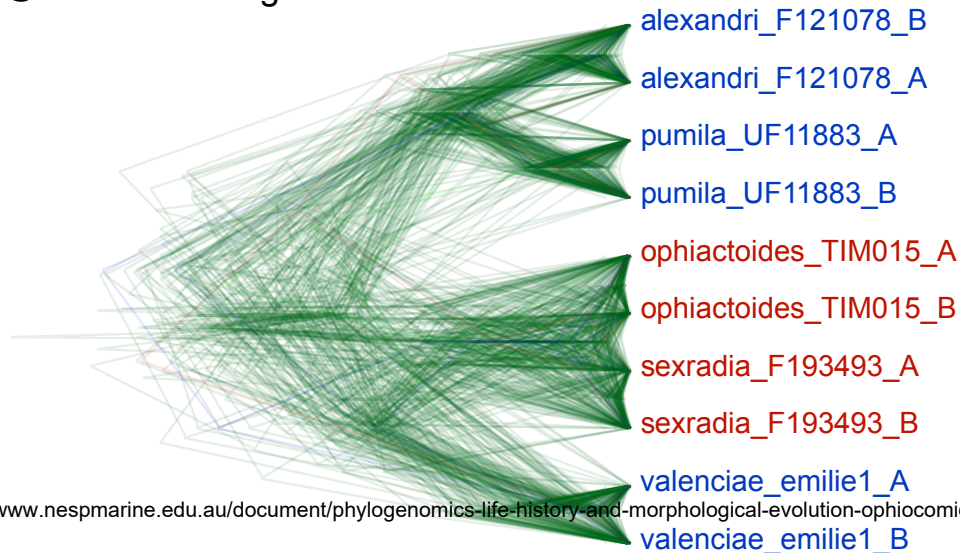 alexandri_F121078_B
alexandri_F121078_A
pumila_UF11883_A
pumila_UF11883_B
ophiactoides_TIM015_A
ophiactoides_TIM015_B
sexradia_F193493_A
sexradia_F193493_B
valenciae_emilie1_A
www.nespmarine.edu.au/document/phylogenomics-life-history-and-morphological-evolution-ophiocomi
valenciae_emilie1_B